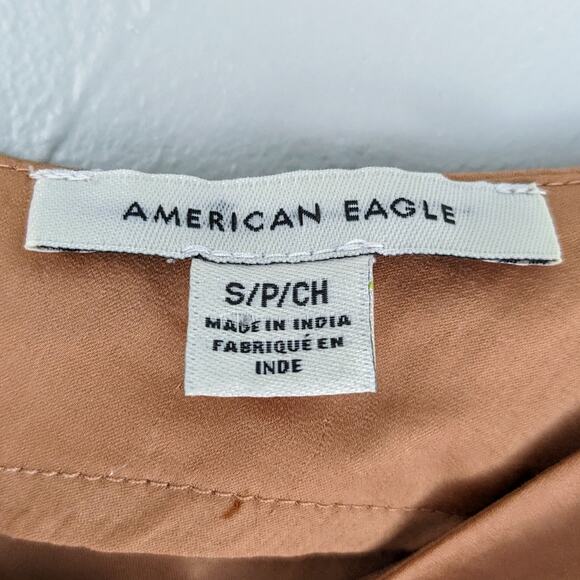 AMERICAN EAGLE
S/P/CH
MADE IN INDIA
FABRIQUÉ EN
INDE